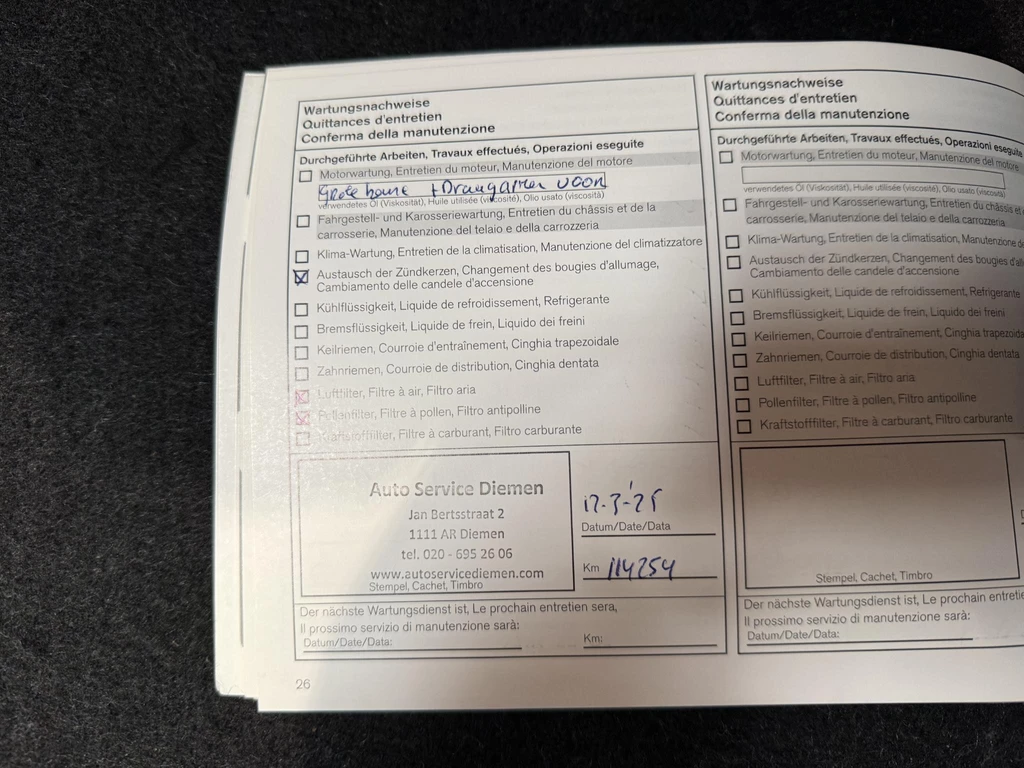 Wartungsnachweise
Quittances d'entretien
Conferma della manutenzione
Durchgeführte Arbeiten, Travaux effectués, Operazioni eseguite
Motorwartung, Entretien du moteur, Manutenzione del motore
Grote beurt + Draagarmen voor
verwendetes Öl (Viskosität), Huile utilisée (viscosité), Olio usato (viscosità)
Fahrgestell- und Karosseriewartung, Entretien du châssis et de la
carrosserie, Manutenzione del telaio e della carrozzeria
Klima-Wartung, Entretien de la climatisation, Manutenzione del climatizzatore
Austausch der Zündkerzen, Changement des bougies d'allumage,
Cambiamento delle candele d'accensione
Kühlflüssigkeit, Liquide de refroidissement, Refrigerante
Bremsflüssigkeit, Liquide de frein, Liquido dei freini
Keilriemen, Courroie d'entraînement, Cinghia trapezoidale
Zahnriemen, Courroie de distribution, Cinghia dentata
Luftfilter, Filtre à air, Filtro aria
Pollenfilter, Filtre à pollen, Filtro antipolline
Kraftstofffilter, Filtre à carburant, Filtro carburante
Auto Service Diemen
Jan Bertsstraat 2
1111 AR Diemen
tel. 020 - 695 26 06
www.autoservicediemen.com
Stempel, Cachet, Timbro
12-3-'25
Datum/Date/Data
Km 114254
Der nächste Wartungsdienst ist, Le prochain entretien sera,
Il prossimo servizio di manutenzione sarà:
Datum/Date/Data: Km:
26
Wartungsnachweise
Quittances d'entretien
Conferma della manutenzione
Durchgeführte Arbeiten, Travaux effectués, Operazioni eseguite
Motorwartung, Entretien du moteur, Manutenzione del motore
verwendetes Öl (Viskosität), Huile utilisée (viscosité), Olio usato (viscosità)
Fahrgestell- und Karosseriewartung, Entretien du châssis et
carrosserie, Manutenzione del telaio e della carrozzeria
Klima-Wartung, Entretien de la climatisation, Manutenzione
Austausch der Zündkerzen, Changement des bougies
Cambiamento delle candele d'accensione
Kühlflüssigkeit, Liquide de refroidissement, Refrigerante
Bremsflüssigkeit, Liquide de frein, Liquido dei freini
Keilriemen, Courroie d'entraînement, Cinghia
Zahnriemen, Courroie de distribution, Cinghia dentata
Luftfilter, Filtre à air, Filtro aria
Pollenfilter, Filtre à pollen, Filtro antipolline
Kraftstofffilter, Filtre à carburant, Filtro carburante
Stempel, Cachet, Timbro
Der nächste Wartungsdienst ist, Le prochain
Il prossimo servizio di manutenzione sarà:
Datum/Date/Data: